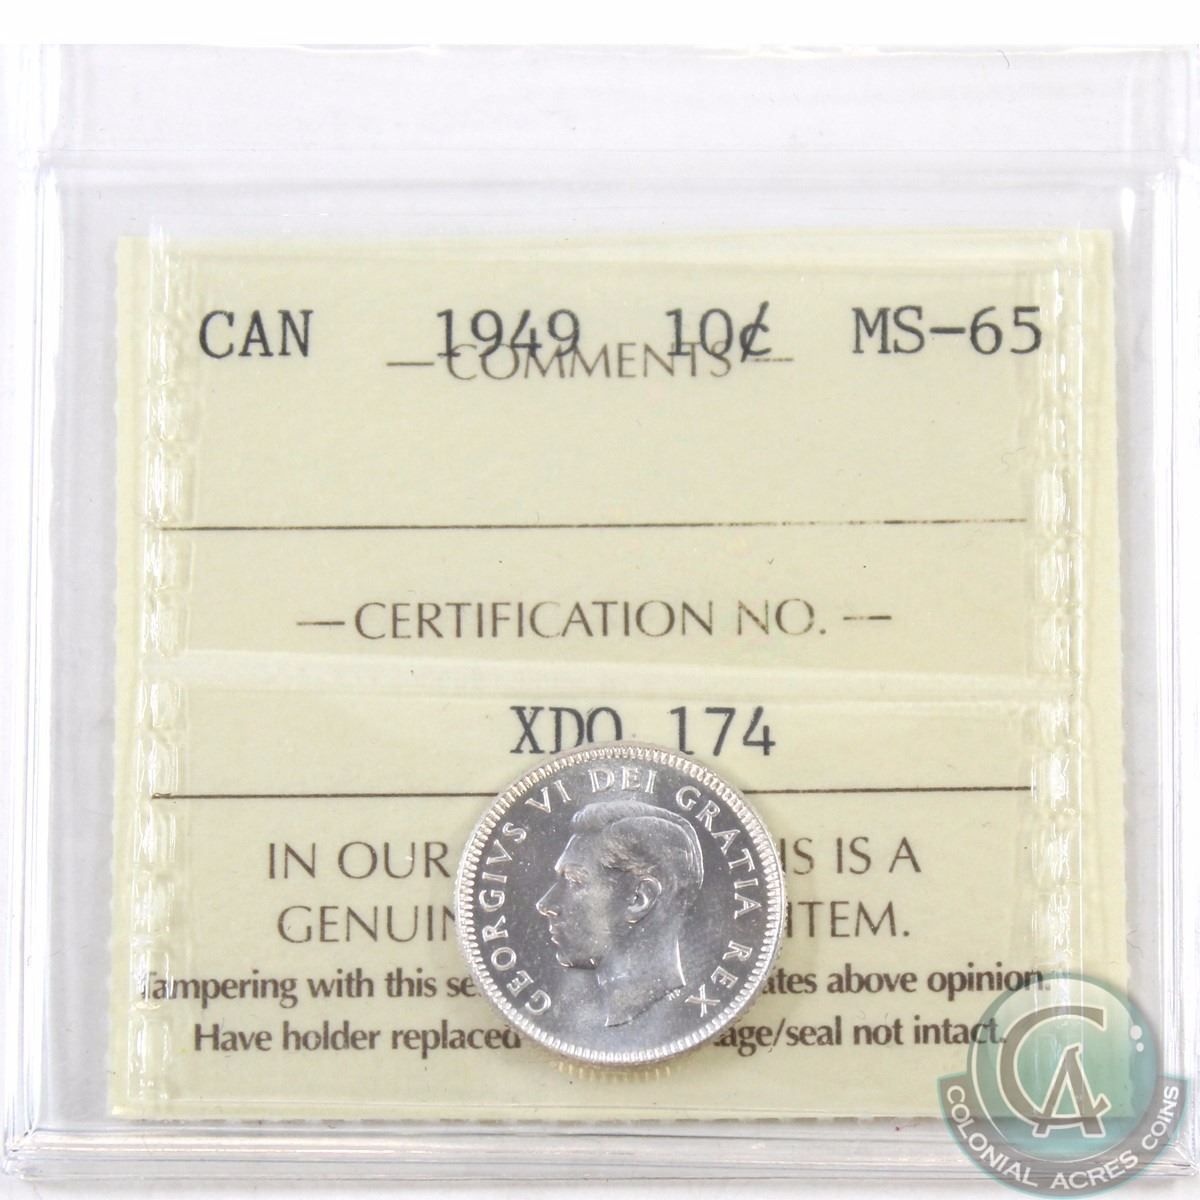 CAN 1949 10¢ MS-65
— COMMENTS —
— CERTIFICATION NO. —
XDO 174
IN OUR IS A
GENUIN ITEM.
Tampering with this se ates above opinion.
Have holder replaced age/seal not intact.
GEORGIVS VI DEI GRATIA REX
CA
COLONIAL ACRES COINS